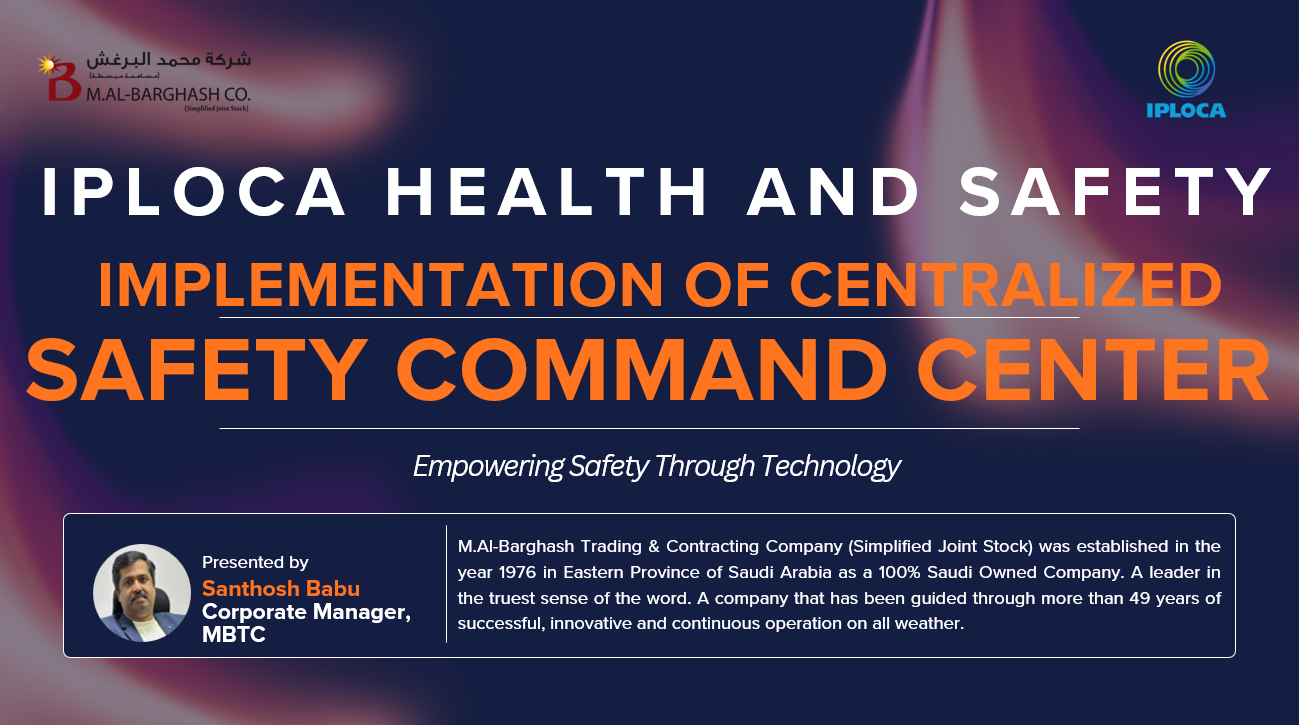 شركة محمد البرغش
(مساهمة مبسطة)
M.AL-BARGHASH CO.
(Simplified Joint Stock)
IPLOCA
IPLOCA HEALTH AND SAFETY
IMPLEMENTATION OF CENTRALIZED
SAFETY COMMAND CENTER
Empowering Safety Through Technology
Presented by
Santhosh Babu
Corporate Manager,
MBTC
M.Al-Barghash Trading & Contracting Company (Simplified Joint Stock) was established in the
year 1976 in Eastern Province of Saudi Arabia as a 100% Saudi Owned Company. A leader in
the truest sense of the word. A company that has been guided through more than 49 years of
successful, innovative and continuous operation on all weather.